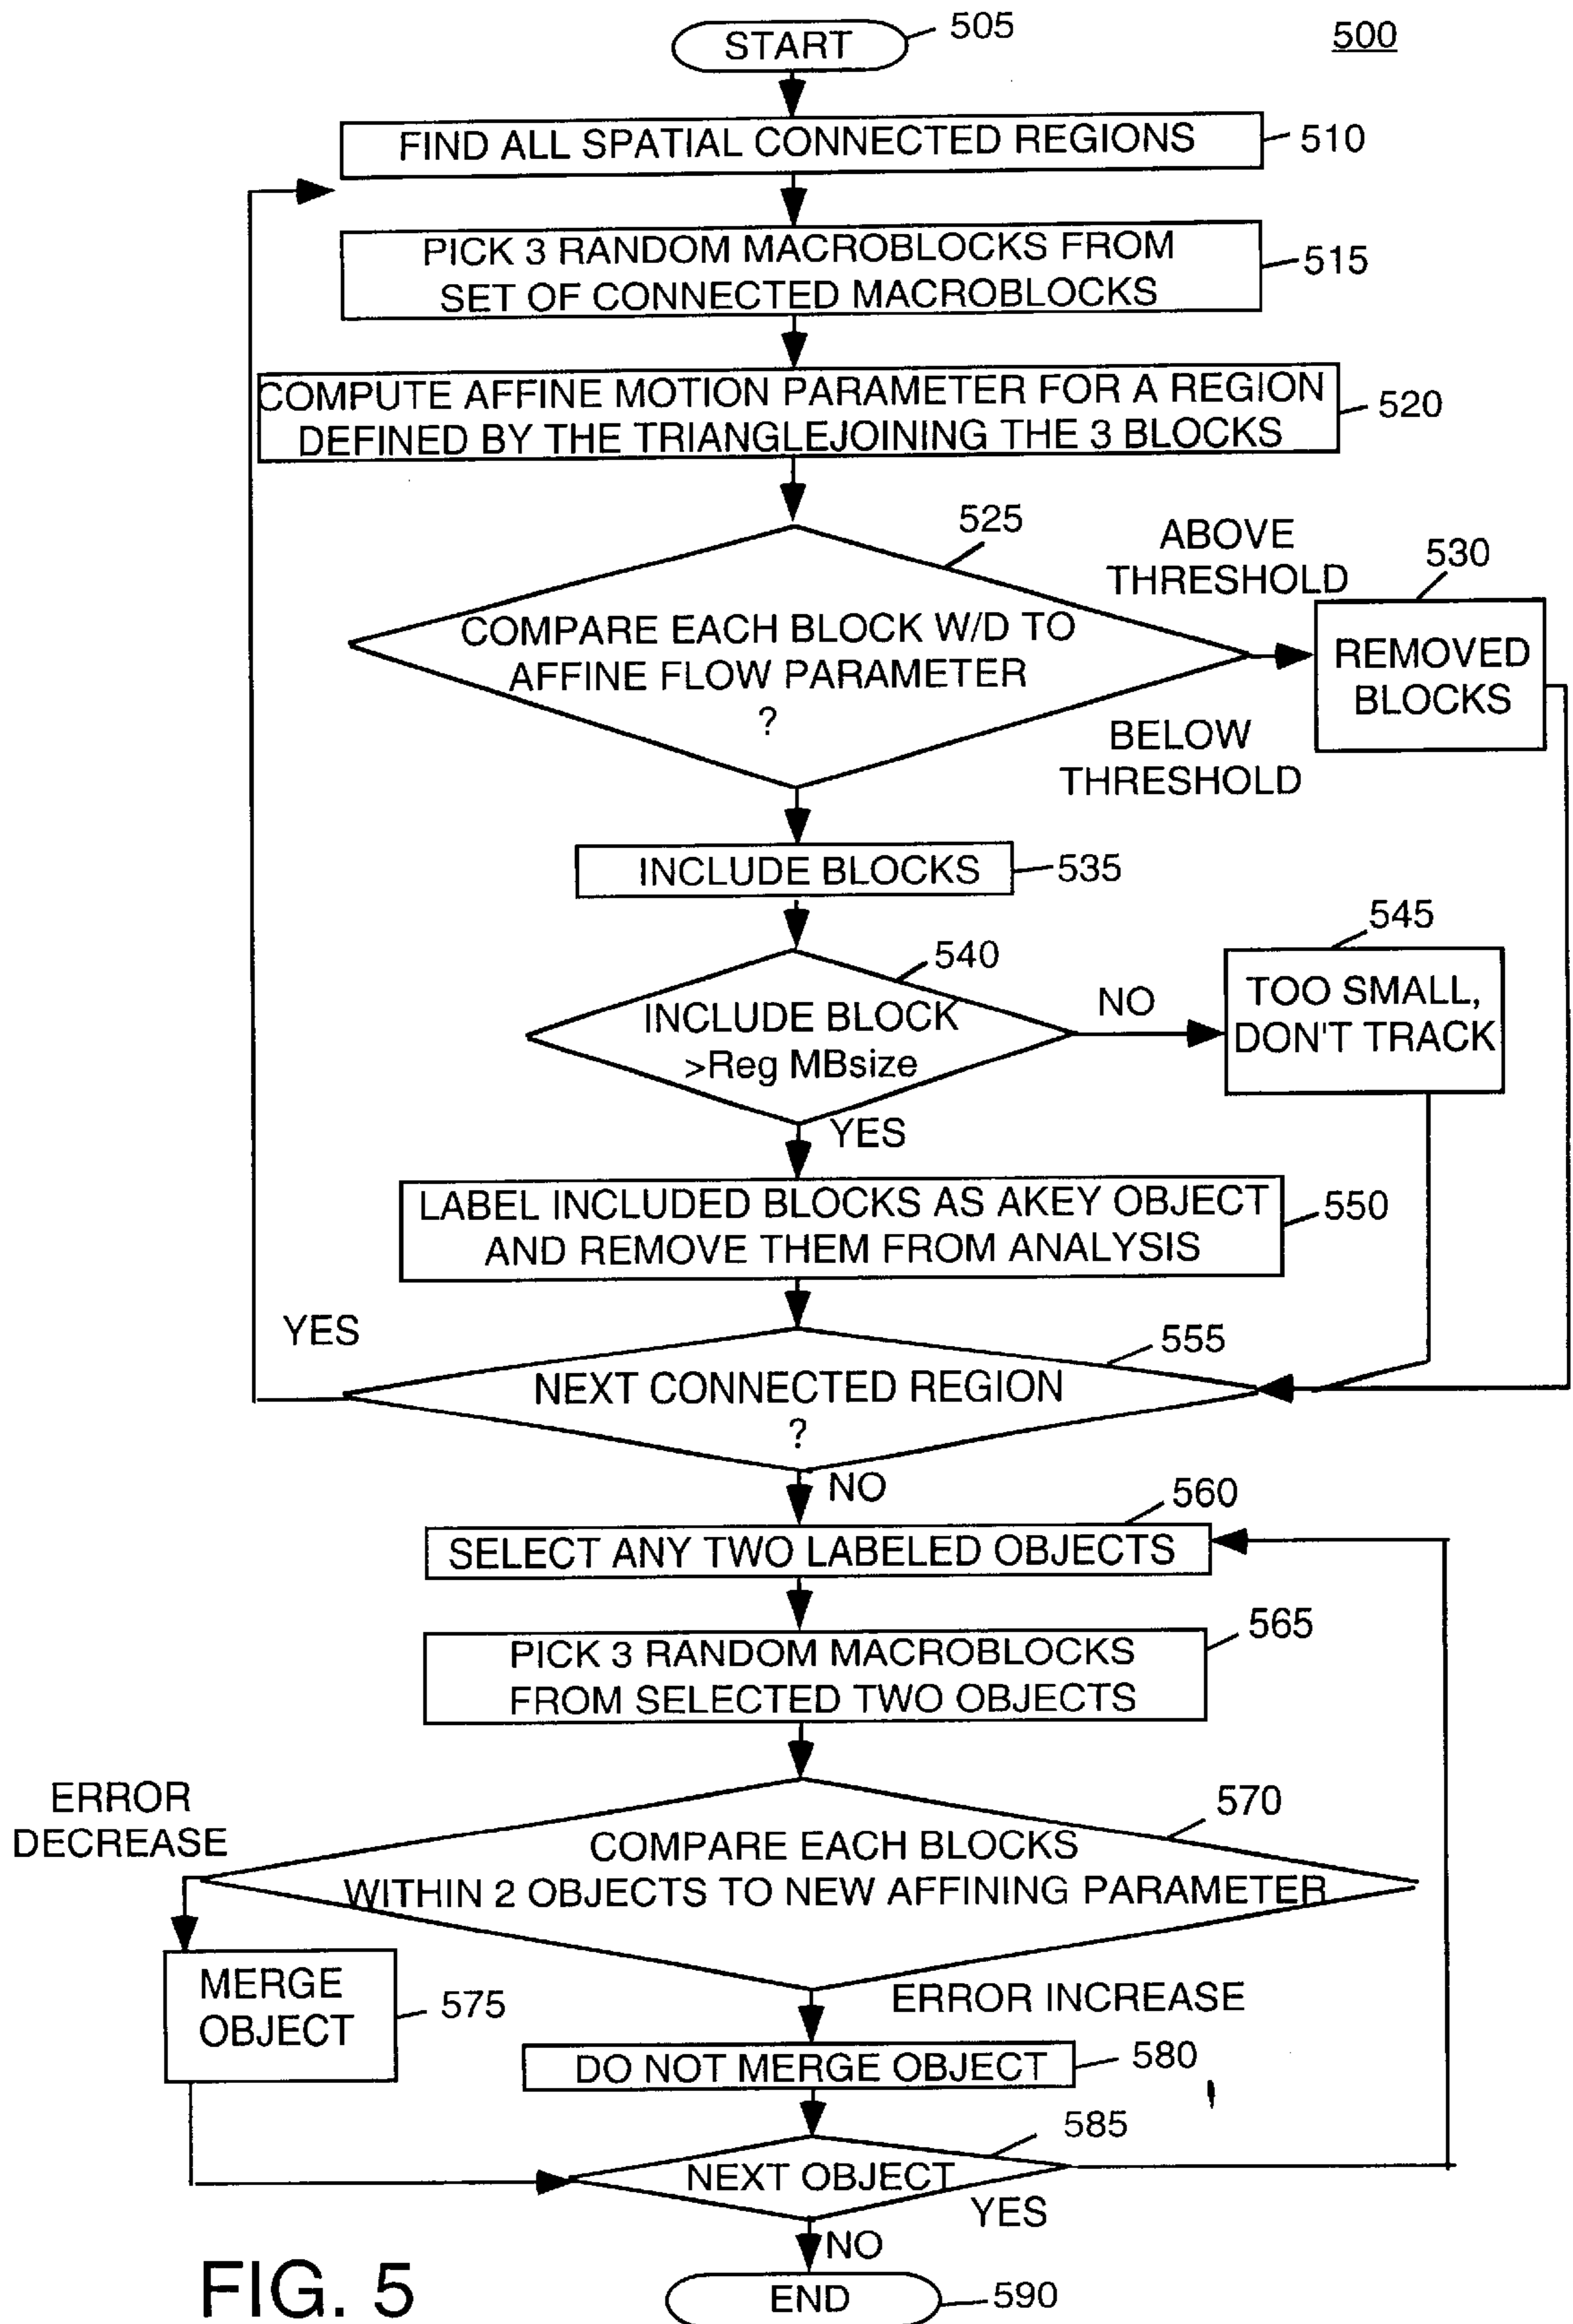 500
START
505
FIND ALL SPATIAL CONNECTED REGIONS
510
PICK 3 RANDOM MACROBLOCKS FROM
SET OF CONNECTED MACROBLOCKS
515
COMPUTE AFFINE MOTION PARAMETER FOR A REGION
DEFINED BY THE TRIANGLEJOINING THE 3 BLOCKS
520
525
COMPARE EACH BLOCK W/D TO
AFFINE FLOW PARAMETER
?
ABOVE
THRESHOLD
530
REMOVED
BLOCKS
BELOW
THRESHOLD
INCLUDE BLOCKS
535
540
INCLUDE BLOCK
>Reg MBsize
NO
545
TOO SMALL,
DON'T TRACK
YES
LABEL INCLUDED BLOCKS AS AKEY OBJECT
AND REMOVE THEM FROM ANALYSIS
550
YES
555
NEXT CONNECTED REGION
?
NO
560
SELECT ANY TWO LABELED OBJECTS
565
PICK 3 RANDOM MACROBLOCKS
FROM SELECTED TWO OBJECTS
ERROR
DECREASE
570
COMPARE EACH BLOCKS
WITHIN 2 OBJECTS TO NEW AFFINING PARAMETER
MERGE
OBJECT
575
ERROR INCREASE
DO NOT MERGE OBJECT
580
585
NEXT OBJECT
YES
NO
END
590
FIG. 5